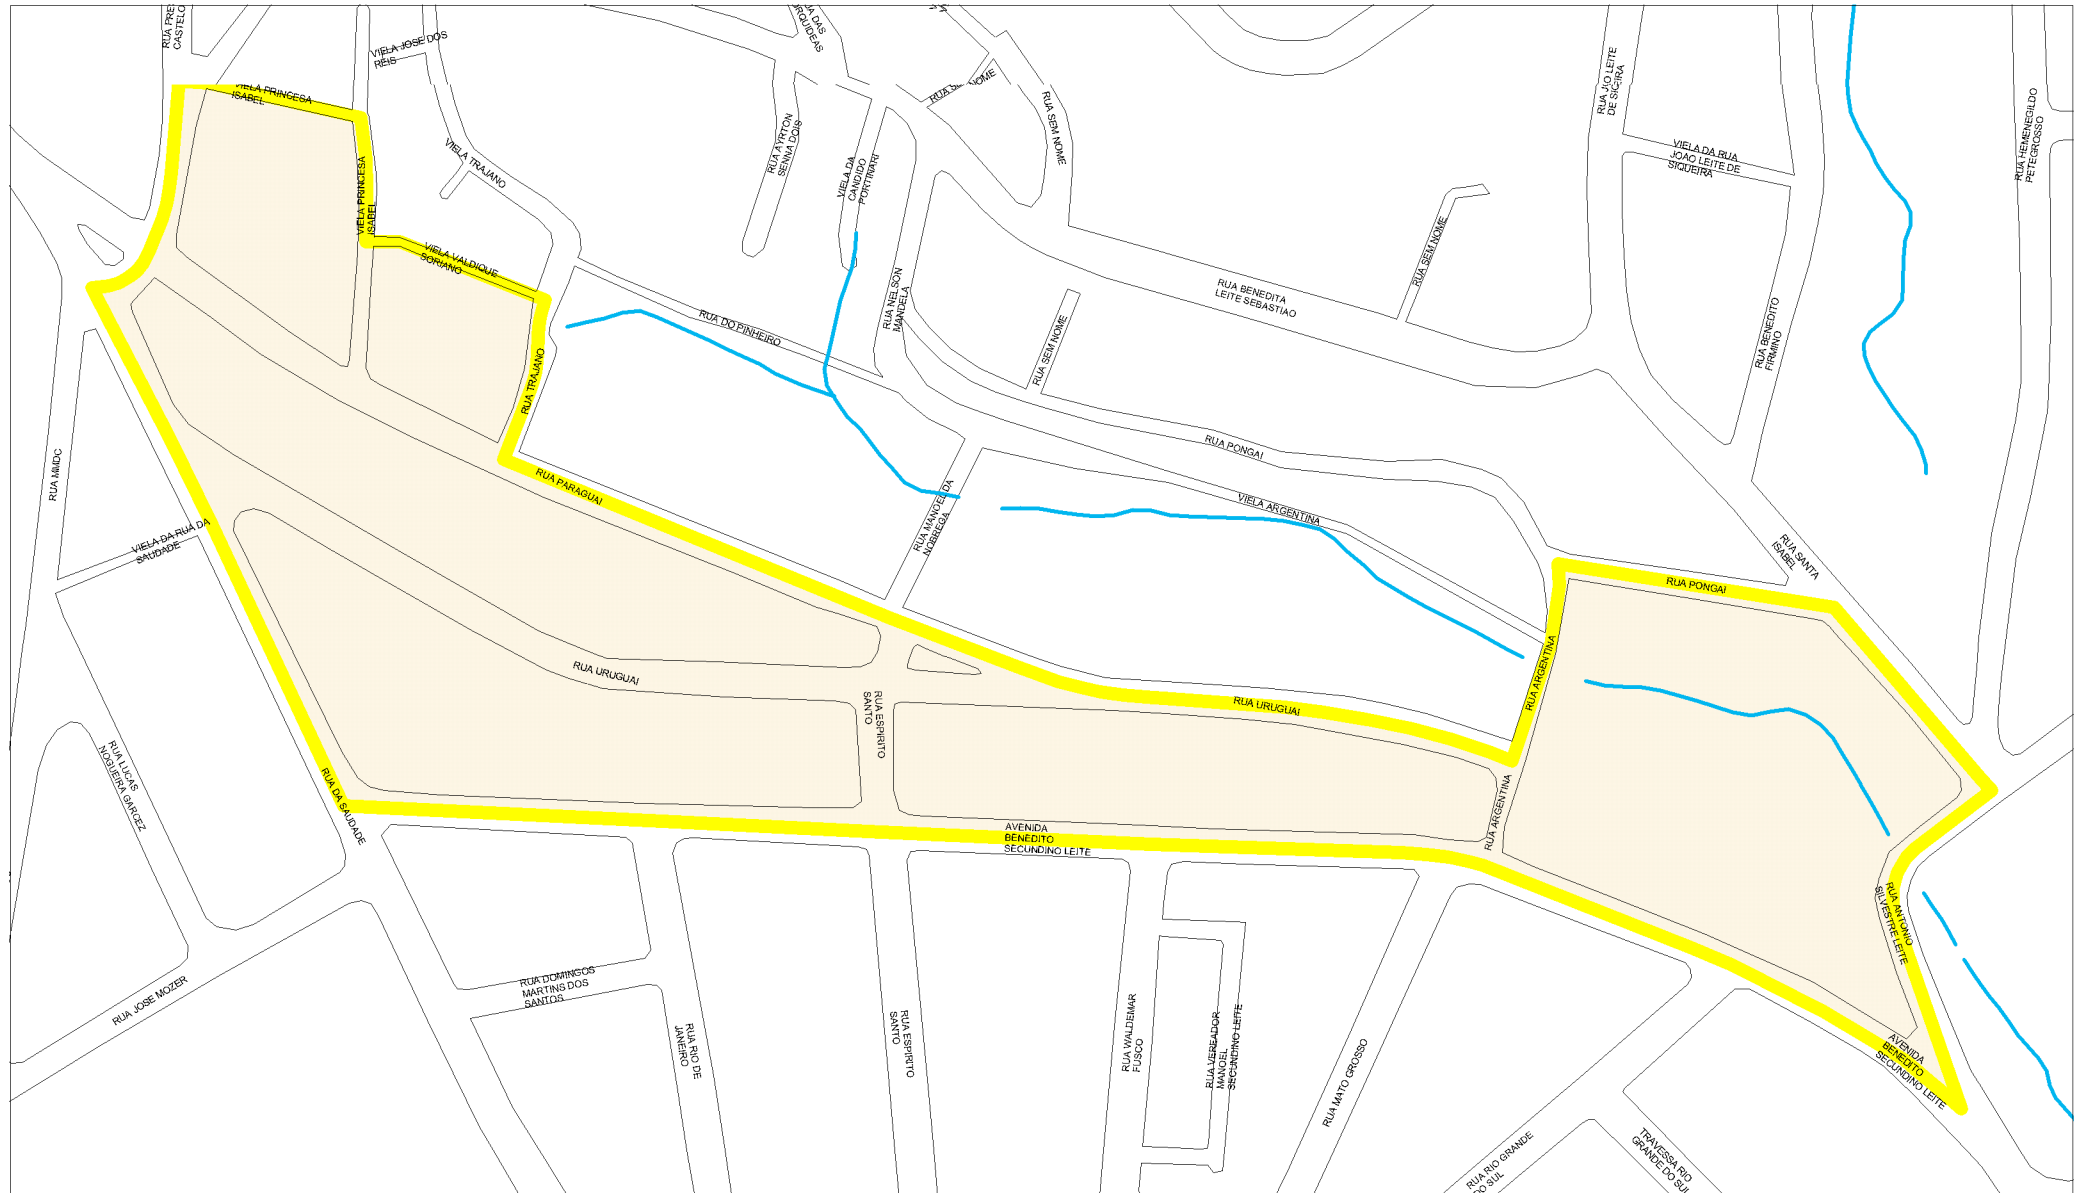 RUA PRES
CASTELO
VIELA JOSE DOS
REIS
RUA DAS
ORQUIDEAS
RUA SEM NOME
RUA JOO LEITE
DE SIGEIRA
VIELA PRINCESA
ISABEL
RUA SEM NOME
RUA HEMENEGILDO
PETEGROSSO
RUA AYRTON
SENNA DOIS
VIELA DA
CANDIDO
PORTINARI
VIELA TRAJANO
VIELA DA RUA
JOAO LEITE DE
SIQUEIRA
VIELA PRINCESA
ISABEL
VIELA VALDIQUE
SORIANO
RUA SEM NOME
RUA NELSON
MANDELA
RUA BENEDITA
LEITE SEBASTIAO
RUA DO PINHEIRO
RUA SEM NOME
RUA BENEDITO
FIRMINO
RUA TRAJANO
RUA PONGAI
RUA MMDC
RUA PARAGUAI
VIELA ARGENTINA
RUA MANOEL DA
NOBREGA
VIELA DA RUA DA
SAUDADE
RUA SANTA
ISABEL
RUA PONGAI
RUA URUGUAI
RUA ARGENTINA
RUA ESPIRITO
SANTO
RUA URUGUAI
RUA LUCAS
NOGUEIRA GARCEZ
RUA DA SAUDADE
RUA ARGENTINA
AVENIDA
BENEDITO
SECUNDINO LEITE
RUA ANTONIO
SILVESTRE LEITE
RUA JOSE MOZER
RUA DOMINGOS
MARTINS DOS
SANTOS
RUA RIO DE
JANEIRO
RUA ESPIRITO
SANTO
RUA WALDEMAR
FUSCO
RUA VEREADOR
MANOEL
SECUNDINO LEITE
RUA MATO GROSSO
AVENIDA
BENEDITO
SECUNDINO LEITE
RUA RIO GRANDE
DO SUL
TRAVESSA RIO
GRANDE DO SUL